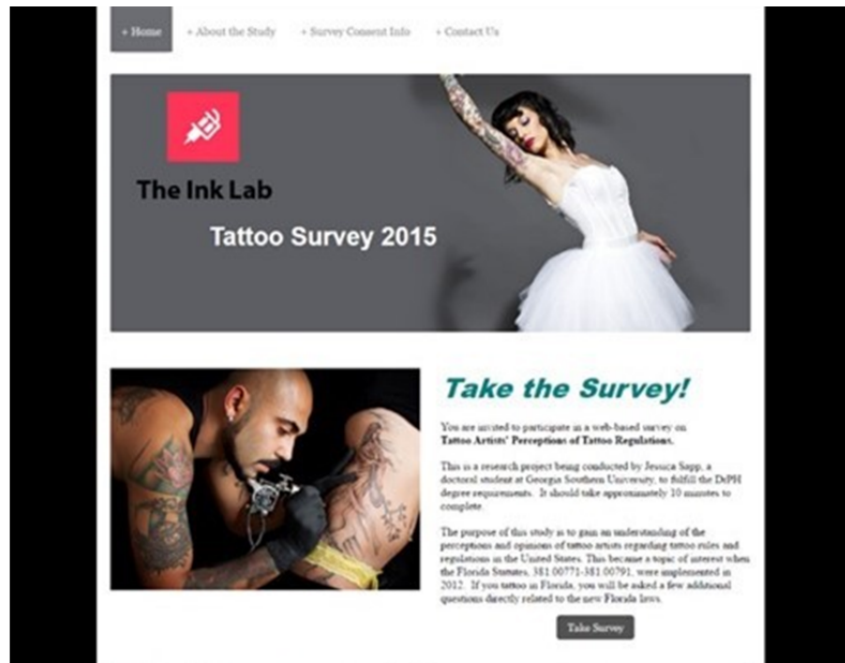 + Home + About the Study + Survey Consent Info + Contact Us
The Ink Lab
Tattoo Survey 2015
Take the Survey!
You are invited to participate in a web-based survey on
Tattoo Artists' Perceptions of Tattoo Regulations.
This is a research project being conducted by Jessica Sapp, a
doctoral student at Georgia Southern University, to fulfill the DrPH
degree requirements. It should take approximately 10 minutes to
complete.
The purpose of this study is to gain an understanding of the
perceptions and opinions of tattoo artists regarding tattoo rules and
regulations in the United States. This became a topic of interest when
the Florida Statutes, 381.00771-381.00791, were implemented in
2012. If you tattoo in Florida, you will be asked a few additional
questions directly related to the new Florida laws.
Take Survey